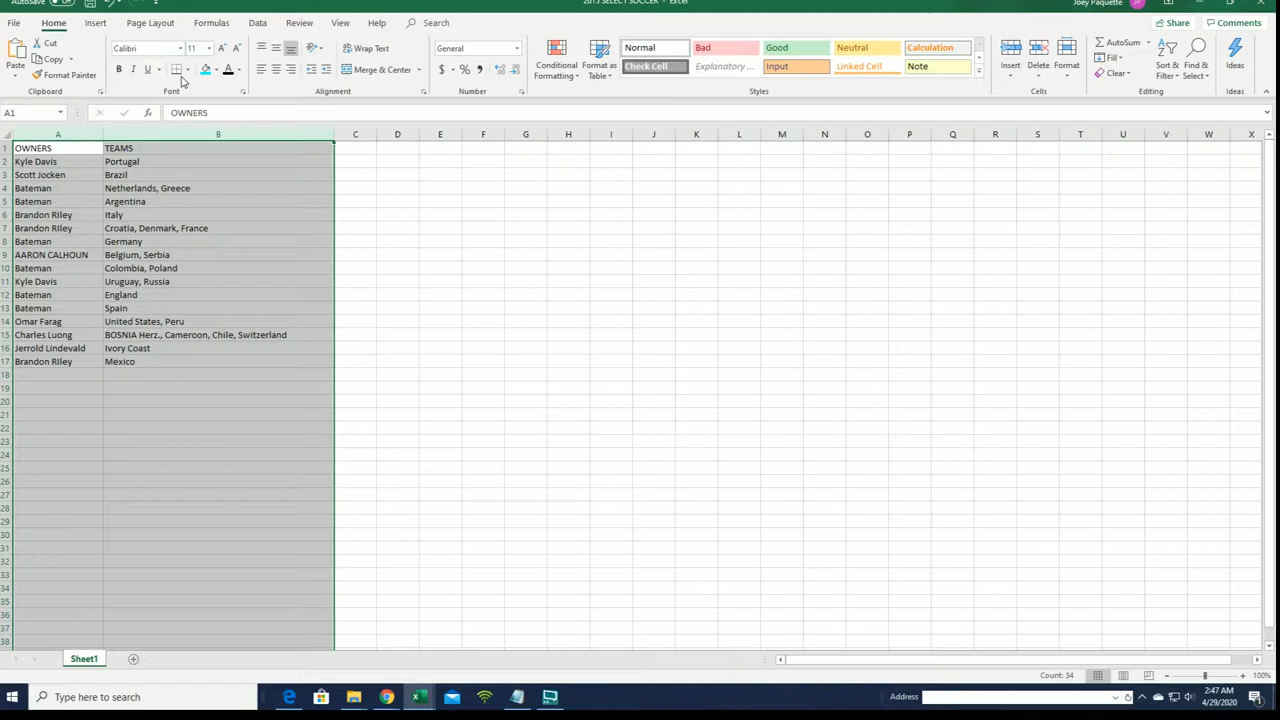 AutoSave Off 2015 SELECT SOCCER - Excel Joey Paquette JP
File Home Insert Page Layout Formulas Data Review View Help Search Share Comments
Cut Calibri 11 Wrap Text General Normal Bad Good Neutral Calculation AutoSum
Copy Conditional Format as Insert Delete Format Fill Sort & Find & Ideas
Paste Format Painter B I U Merge & Center $ % 9 Formatting Table Check Cell Explanatory ... Input Linked Cell Note Clear Filter Select
Clipboard Font Alignment Number Styles Cells Editing Ideas
A1 fx OWNERS
A B C D E F G H I J K L M N O P Q R S T U V W X
1 OWNERS TEAMS
2 Kyle Davis Portugal
3 Scott Jocken Brazil
4 Bateman Netherlands, Greece
5 Bateman Argentina
6 Brandon RIley Italy
7 Brandon RIley Croatia, Denmark, France
8 Bateman Germany
9 AARON CALHOUN Belgium, Serbia
10 Bateman Colombia, Poland
11 Kyle Davis Uruguay, Russia
12 Bateman England
13 Bateman Spain
14 Omar Farag United States, Peru
15 Charles Luong BOSNIA Herz., Cameroon, Chile, Switzerland
16 Jerrold Lindevald Ivory Coast
17 Brandon RIley Mexico
18
19
20
21
22
23
24
25
26
27
28
29
30
31
32
33
34
35
36
37
38
Sheet1
Count: 34 100%
Type here to search Address 2:47 AM
4/29/2020